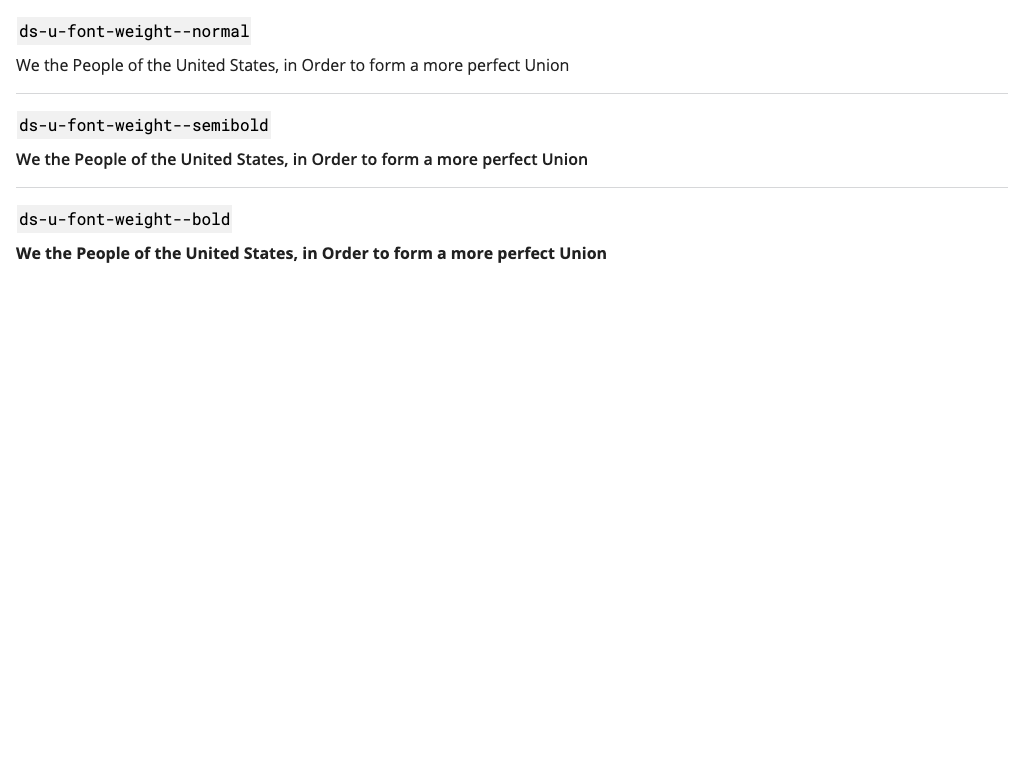 ds-u-font-weight--normal
We the People of the United States, in Order to form a more perfect Union
ds-u-font-weight--semibold
We the People of the United States, in Order to form a more perfect Union
ds-u-font-weight--bold
We the People of the United States, in Order to form a more perfect Union